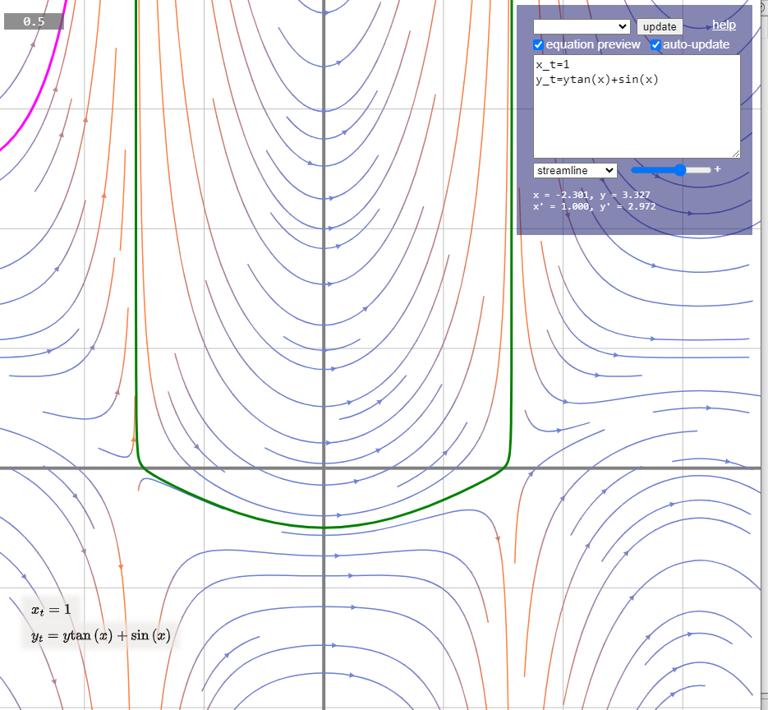 0.5
update
help
equation preview
auto-update
x_t=1
y_t=ytan(x)+sin(x)
streamline
+
x = -2.301, y = 3.327
x' = 1.000, y' = 2.972
x_t = 1
y_t = ytan (x) + sin (x)